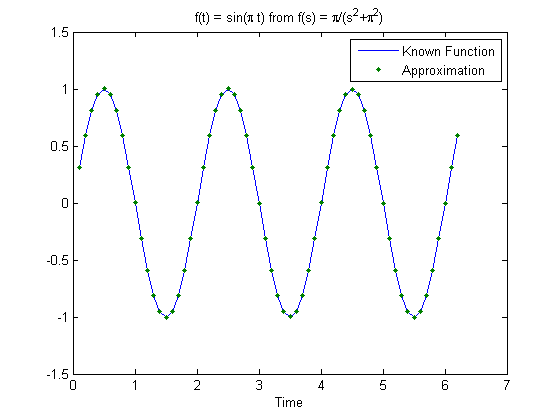 f(t) = sin(π t) from f(s) = π/(s²+π²)
Known Function
Approximation
1.5
1
0.5
0
-0.5
-1
-1.5
0 1 2 3 4 5 6 7
Time